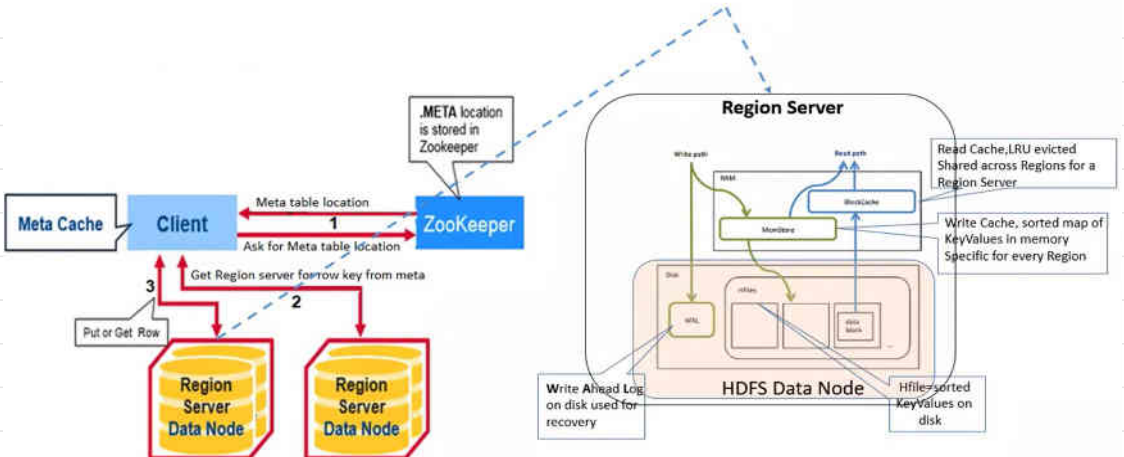 .META location
is stored in
Zookeeper
Meta Cache
Client
Meta table location
1
Ask for Meta table location
ZooKeeper
Get Region server for row key from meta
2
3
Put or Get Row
Region
Server
Data Node
Region
Server
Data Node
Region Server
Write path
Read path
RAM
BlockCache
MemStore
Read Cache,LRU evicted
Shared across Regions for a
Region Server
Write Cache, sorted map of
KeyValues in memory
Specific for every Region
Disk
WAL
Hfiles
data
block
...
HDFS Data Node
Write Ahead Log
on disk used for
recovery
Hfile=sorted
KeyValues on
disk